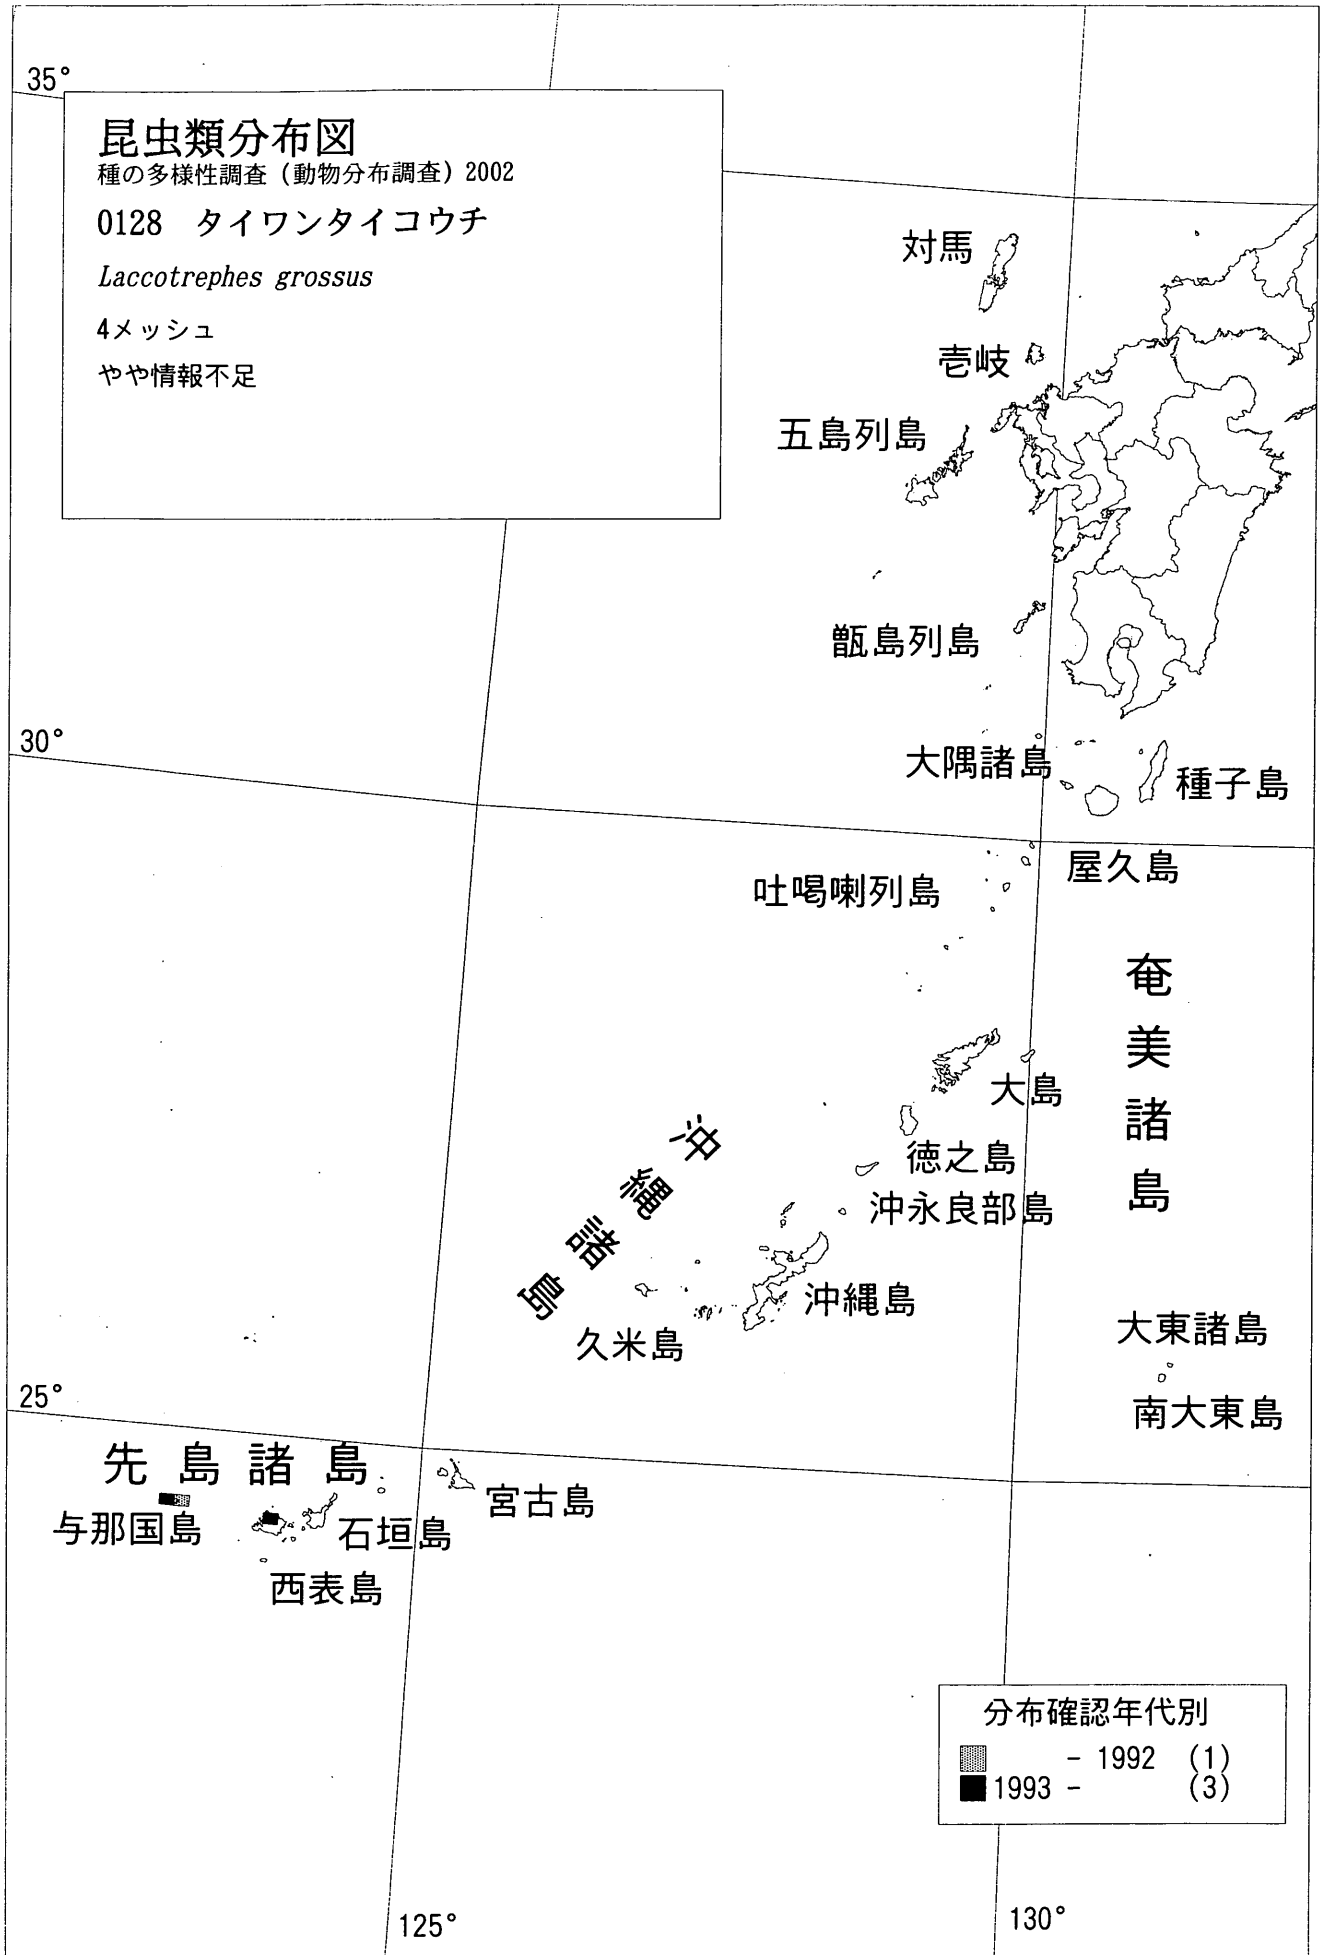 35°
昆虫類分布図
種の多様性調査（動物分布調査）2002
0128　タイワンタイコウチ
Laccotrephes grossus
4メッシュ
やや情報不足
対馬
壱岐
五島列島
甑島列島
30°
大隅諸島
種子島
屋久島
吐喝喇列島
奄美諸島
大島
徳之島
沖永良部島
沖縄諸島
沖縄島
久米島
大東諸島
南大東島
25°
先島諸島
宮古島
与那国島
石垣島
西表島
分布確認年代別
- 1992 (1)
1993 - (3)
125°
130°